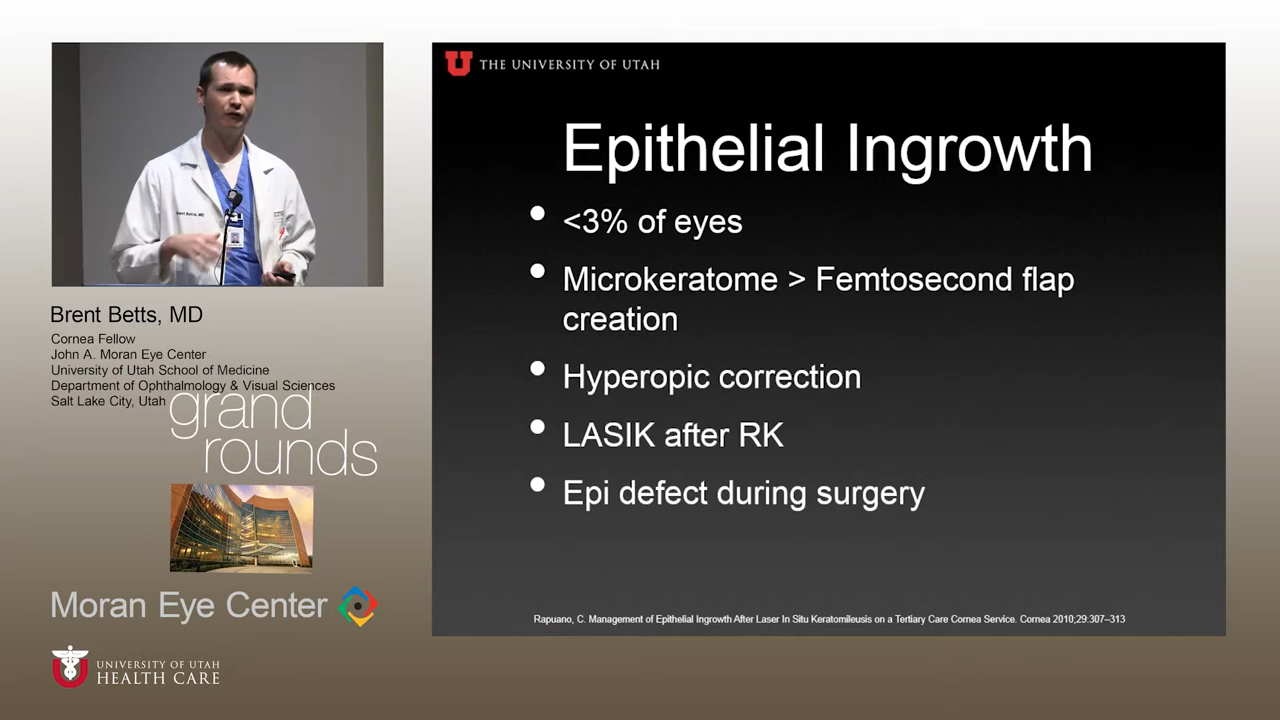 THE UNIVERSITY OF UTAH
Epithelial Ingrowth
<3% of eyes
Microkeratome > Femtosecond flap
creation
Hyperopic correction
LASIK after RK
Epi defect during surgery
Rapuano, C. Management of Epithelial Ingrowth After Laser In Situ Keratomileusis on a Tertiary Care Cornea Service. Cornea 2010;29:307–313
Brent Betts, MD
Brent Betts, MD
Cornea Fellow
John A. Moran Eye Center
University of Utah School of Medicine
Department of Ophthalmology & Visual Sciences
Salt Lake City, Utah
grand
rounds
Moran Eye Center
UNIVERSITY OF UTAH
HEALTH CARE